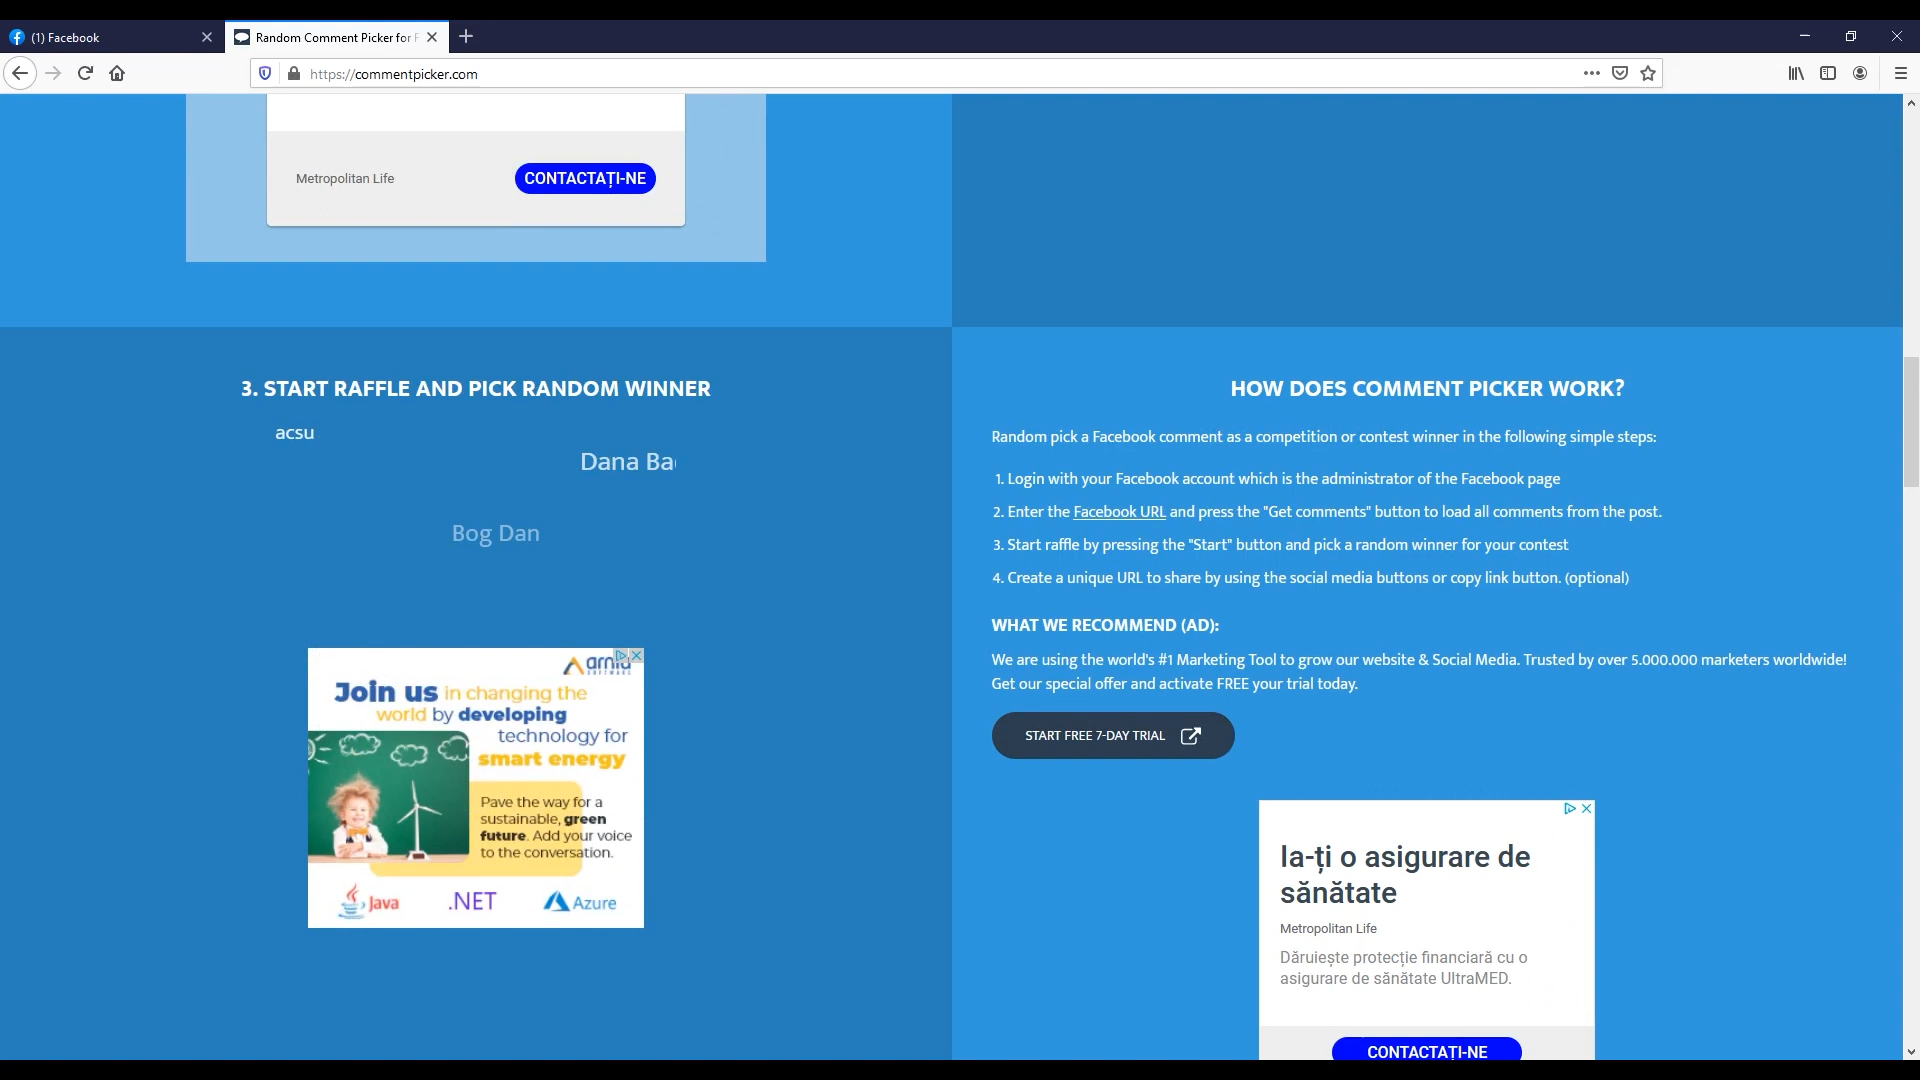 (1) Facebook
Random Comment Picker for F
https://commentpicker.com
Metropolitan Life
CONTACTAȚI-NE
3. START RAFFLE AND PICK RANDOM WINNER
acsu
Dana Ba
Bog Dan
arnia
SOFTWARE
Join us in changing the
world by developing
technology for
smart energy
Pave the way for a
sustainable, green
future. Add your voice
to the conversation.
Java
.NET
Azure
HOW DOES COMMENT PICKER WORK?
Random pick a Facebook comment as a competition or contest winner in the following simple steps:
1. Login with your Facebook account which is the administrator of the Facebook page
2. Enter the Facebook URL and press the "Get comments" button to load all comments from the post.
3. Start raffle by pressing the "Start" button and pick a random winner for your contest
4. Create a unique URL to share by using the social media buttons or copy link button. (optional)
WHAT WE RECOMMEND (AD):
We are using the world's #1 Marketing Tool to grow our website & Social Media. Trusted by over 5.000.000 marketers worldwide!
Get our special offer and activate FREE your trial today.
START FREE 7-DAY TRIAL
Ia-ți o asigurare de
sănătate
Metropolitan Life
Dăruiește protecție financiară cu o
asigurare de sănătate UltraMED.
CONTACTAȚI-NE